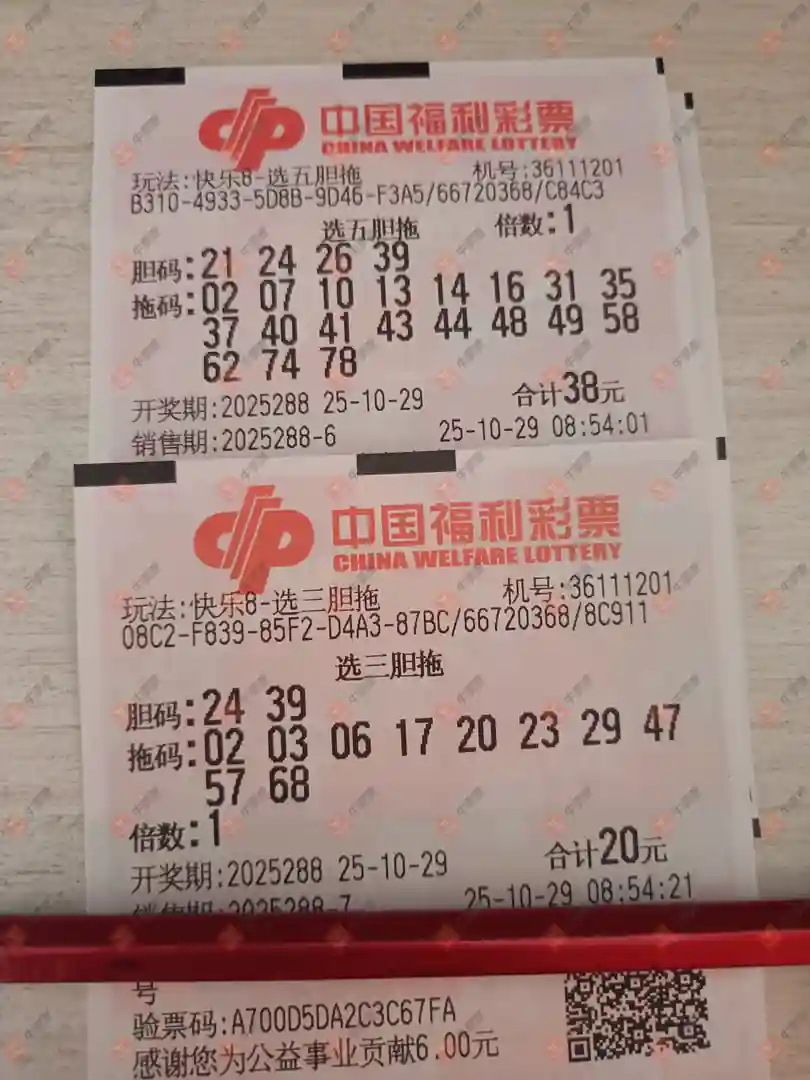 中国福利彩票
CHINA WELFARE LOTTERY
玩法:快乐8-选五胆拖 机号:36111201
B310-4933-5D8B-9D46-F3A5/66720368/C84C3
选五胆拖 倍数:1
胆码:21 24 26 39
拖码:02 07 10 13 14 16 31 35
37 40 41 43 44 48 49 58
62 74 78
开奖期:2025288 25-10-29 合计38元
销售期:2025288-6 25-10-29 08:54:01
中国福利彩票
CHINA WELFARE LOTTERY
玩法:快乐8-选三胆拖 机号:36111201
08C2-F839-85F2-D4A3-87BC/66720368/8C911
选三胆拖
胆码:24 39
拖码:02 03 06 17 20 23 29 47
57 68
倍数:1
开奖期:2025288 25-10-29 合计20元
销售期:2025288-7 25-10-29 08:54:21
号
验票码:A700D5DA2C3C67FA
感谢您为公益事业贡献6.00元